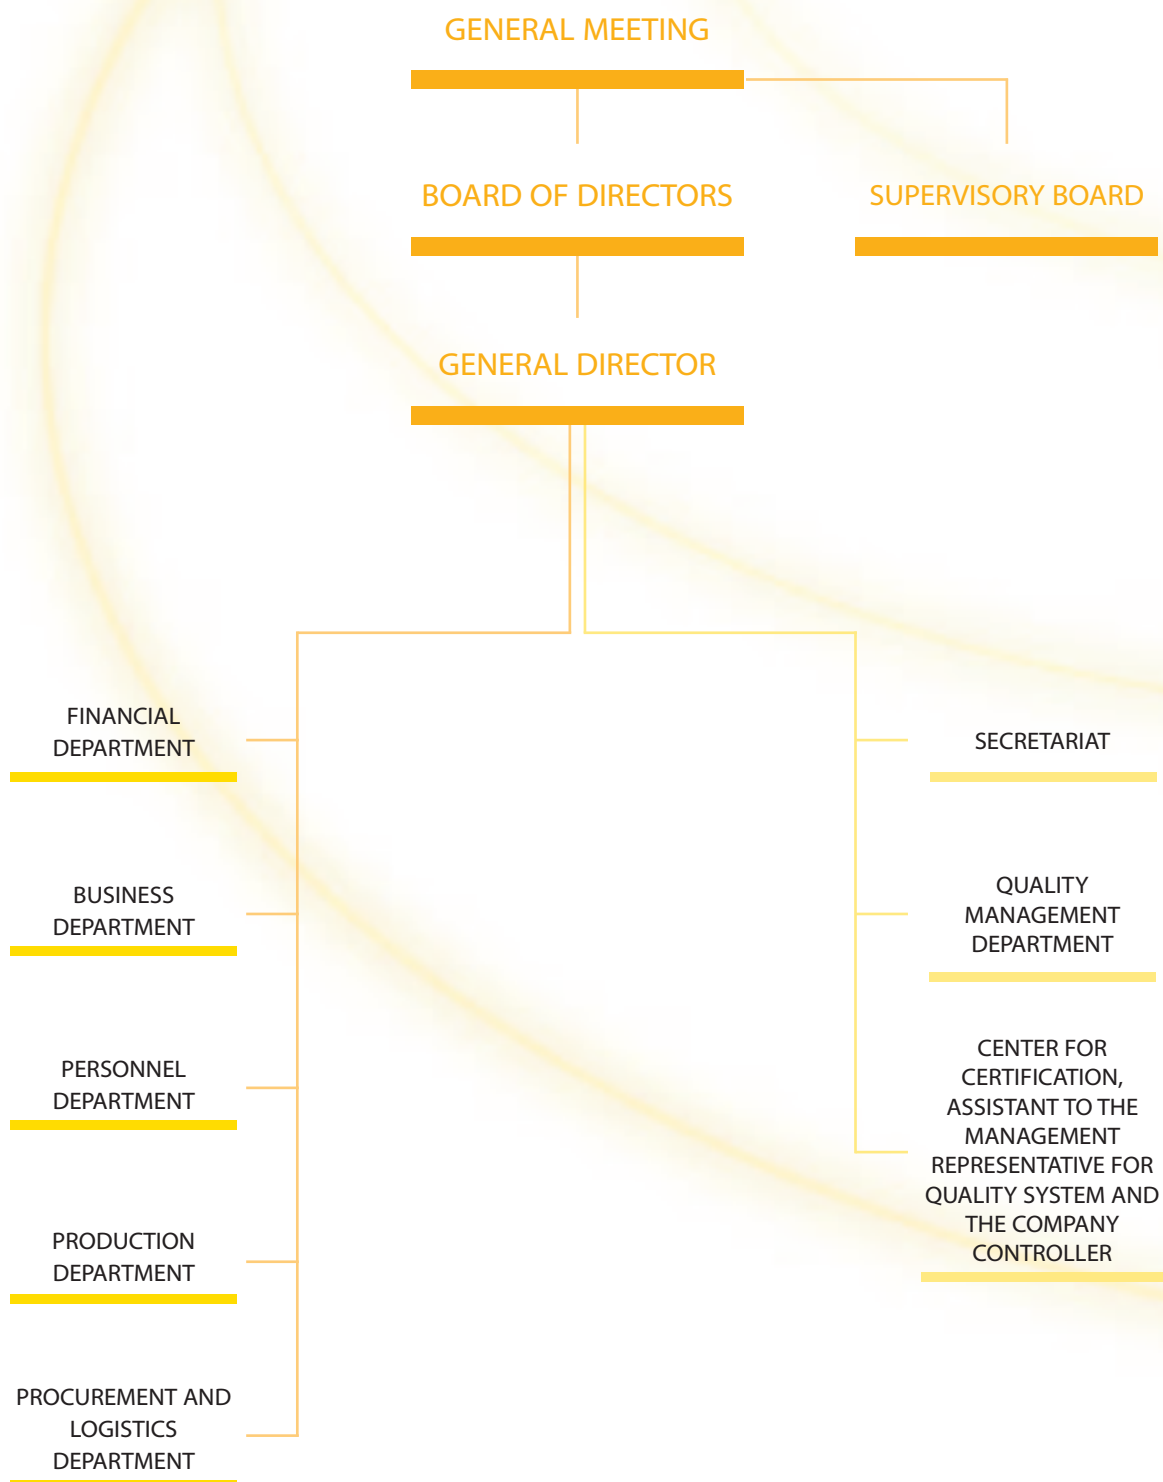 GENERAL MEETING
BOARD OF DIRECTORS
SUPERVISORY BOARD
GENERAL DIRECTOR
FINANCIAL
DEPARTMENT
BUSINESS
DEPARTMENT
PERSONNEL
DEPARTMENT
PRODUCTION
DEPARTMENT
PROCUREMENT AND
LOGISTICS
DEPARTMENT
SECRETARIAT
QUALITY
MANAGEMENT
DEPARTMENT
CENTER FOR
CERTIFICATION,
ASSISTANT TO THE
MANAGEMENT
REPRESENTATIVE FOR
QUALITY SYSTEM AND
THE COMPANY
CONTROLLER